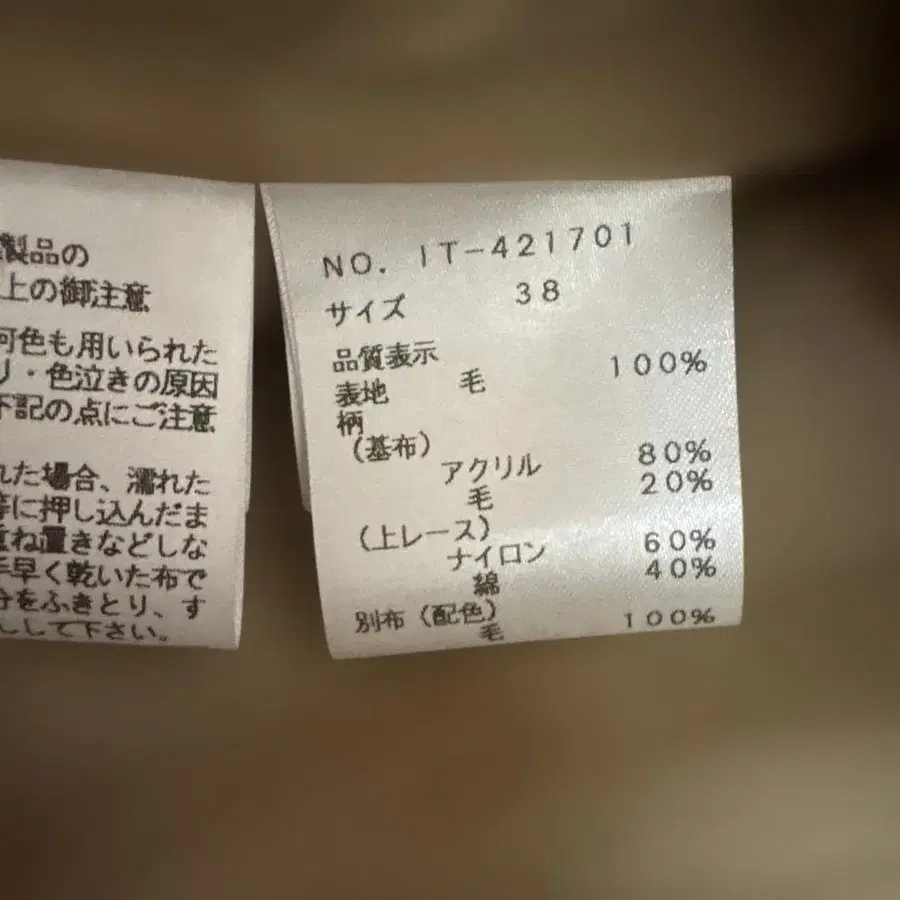 製品の
上の御注意
何色も用いられた
・色泣きの原因
下記の点にご注意
れた場合、濡れた
等に押し込んだま
重ね置きなどしな
手早く乾いた布で
分をふきとり、す
して下さい。
NO. IT-421701
サイズ 38
品質表示
表地 毛 100%
柄
(基布)
アクリル 80%
毛 20%
(上レース)
ナイロン 60%
綿 40%
別布(配色)
毛 100%